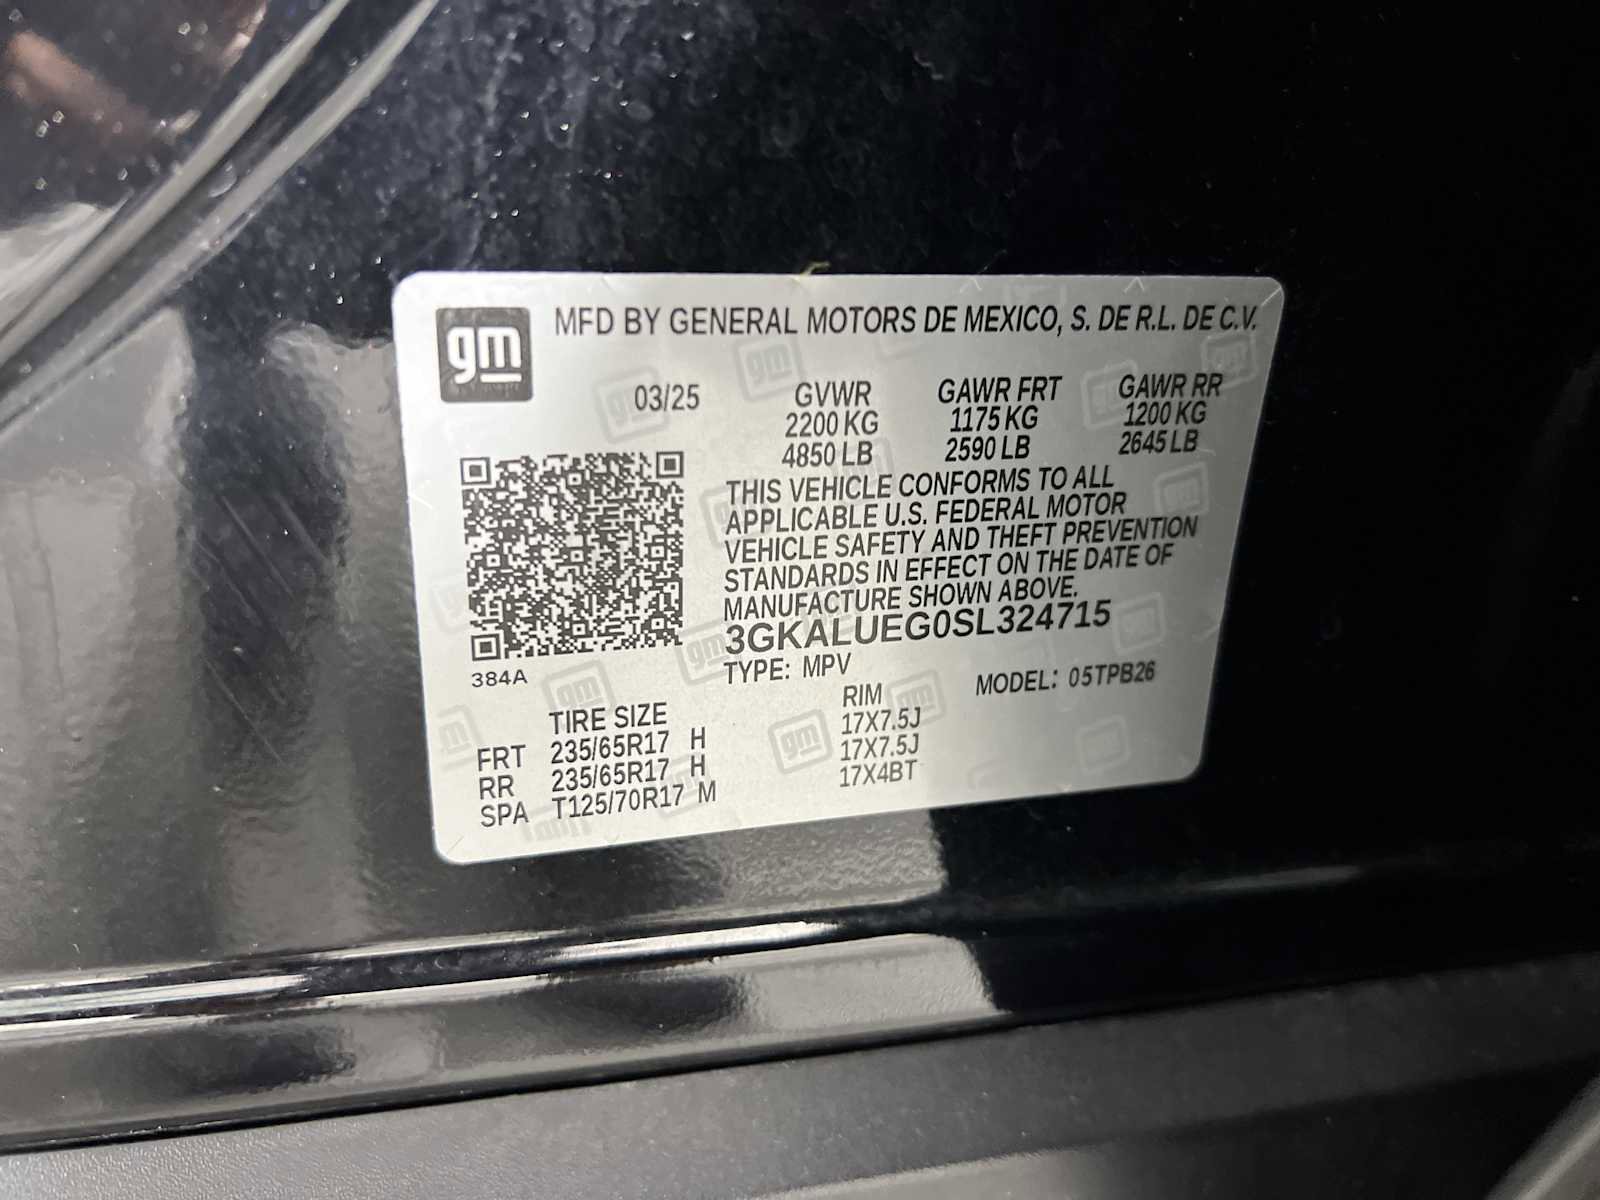 gm MFD BY GENERAL MOTORS DE MEXICO, S. DE R.L. DE C.V.
03/25 GVWR GAWR FRT GAWR RR
2200 KG 1175 KG 1200 KG
4850 LB 2590 LB 2645 LB
THIS VEHICLE CONFORMS TO ALL
APPLICABLE U.S. FEDERAL MOTOR
VEHICLE SAFETY AND THEFT PREVENTION
STANDARDS IN EFFECT ON THE DATE OF
MANUFACTURE SHOWN ABOVE.
3GKALUEG0SL324715
384A TYPE: MPV MODEL: 05TPB26
TIRE SIZE RIM
FRT 235/65R17 H 17X7.5J
RR 235/65R17 H 17X7.5J
SPA T125/70R17 M 17X4BT